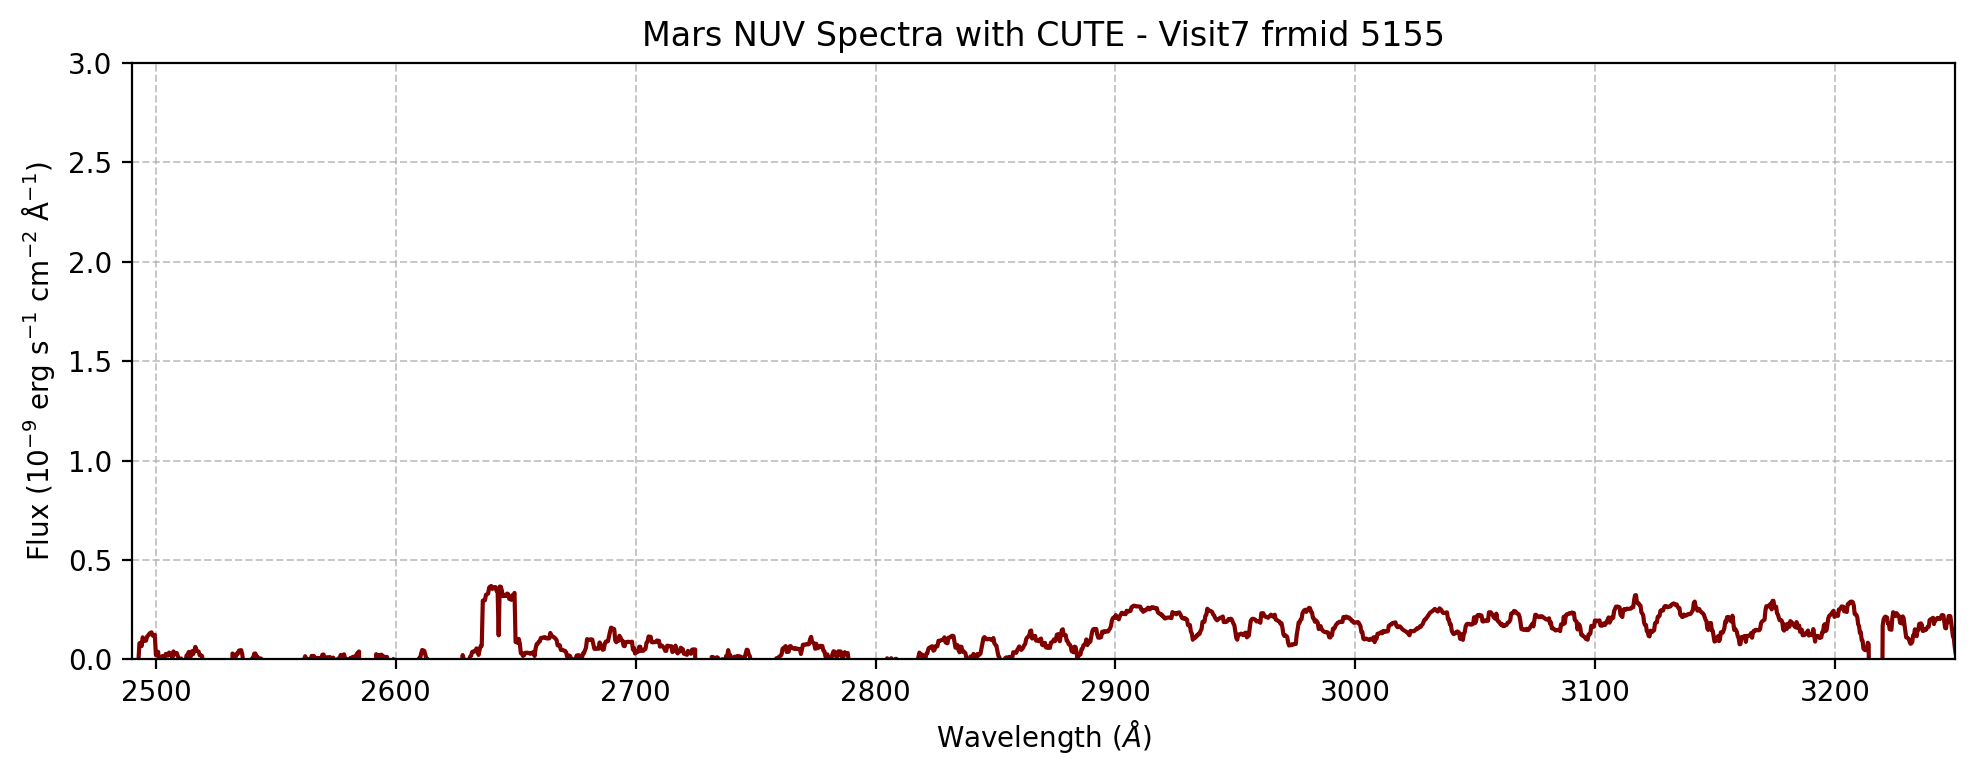 Mars NUV Spectra with CUTE - Visit7 frmid 5155
Flux (10⁻⁹ erg s⁻¹ cm⁻² Å⁻¹)
3.0
2.5
2.0
1.5
1.0
0.5
0.0
2500 2600 2700 2800 2900 3000 3100 3200
Wavelength (Å)